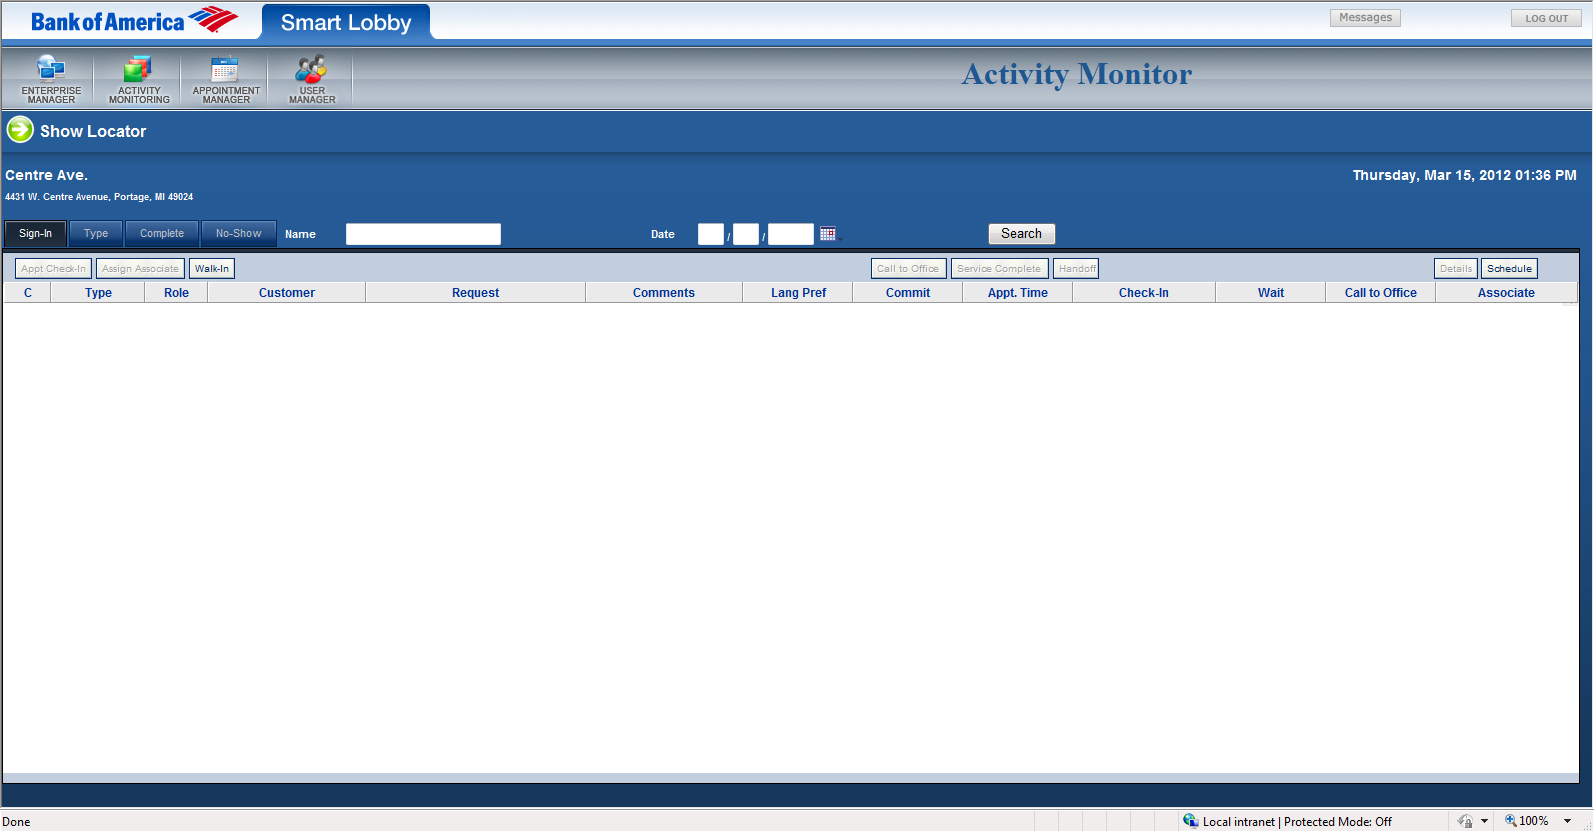 Bank of America Smart Lobby Messages LOG OUT
ENTERPRISE MANAGER
ACTIVITY MONITORING
APPOINTMENT MANAGER
USER MANAGER
Activity Monitor
Show Locator
Centre Ave. Thursday, Mar 15, 2012 01:36 PM
4431 W. Centre Avenue, Portage, MI 49024
Sign-In Type Complete No-Show Name Date / / Search
Appt Check-In Assign Associate Walk-In Call to Office Service Complete Handoff Details Schedule
C Type Role Customer Request Comments Lang Pref Commit Appt. Time Check-In Wait Call to Office Associate
Done Local intranet | Protected Mode: Off 100%